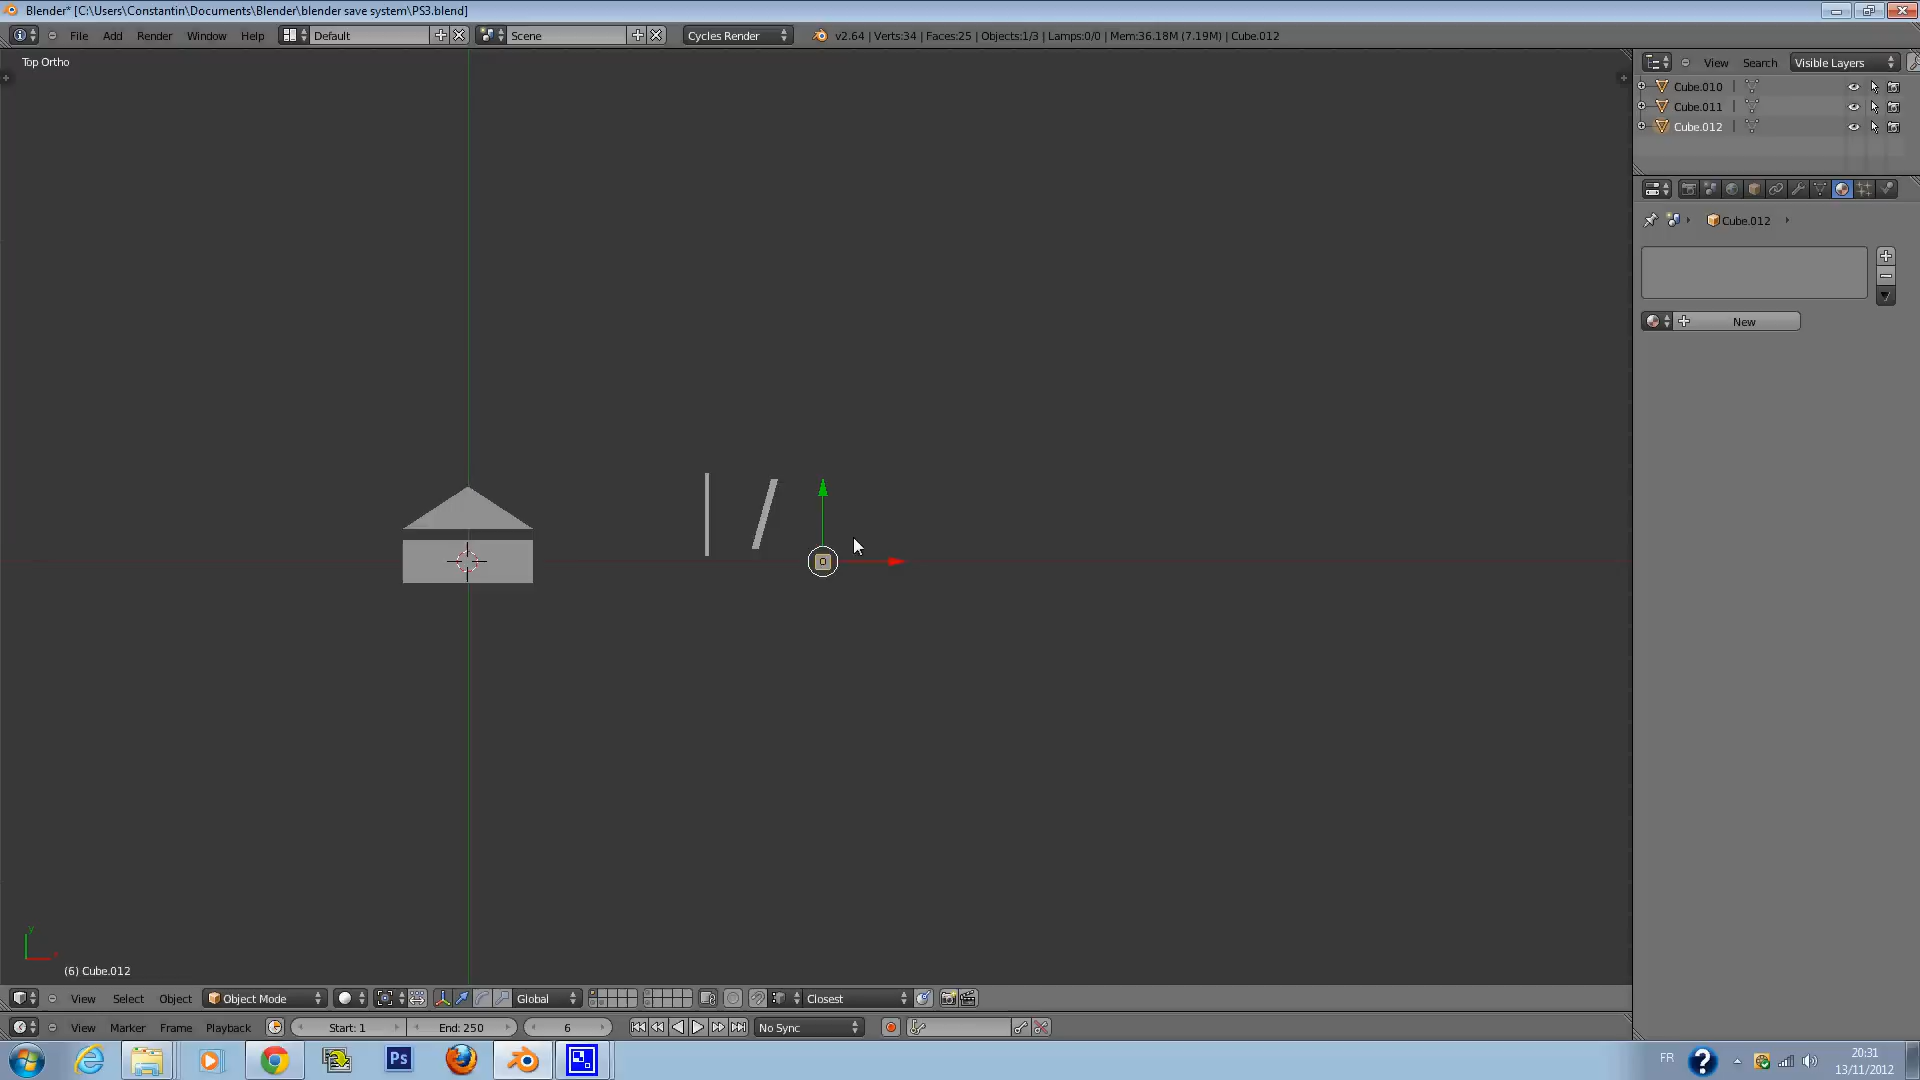 Blender* [C:\Users\Constantin\Documents\Blender\blender save system\PS3.blend]
File Add Render Window Help Default Scene Cycles Render v2.64 | Verts:34 | Faces:25 | Objects:1/3 | Lamps:0/0 | Mem:36.18M (7.19M) | Cube.012
Top Ortho
View Search Visible Layers
Cube.010
Cube.011
Cube.012
Cube.012
New
y
x
(6) Cube.012
View Select Object Object Mode Global Closest
View Marker Frame Playback Start: 1 End: 250 6 No Sync
Ps
FR
20:31
13/11/2012